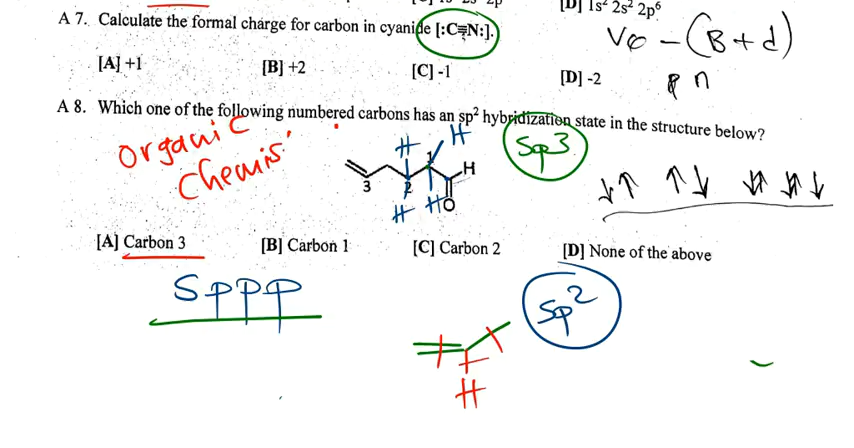 [D] 1s² 2s² 2p⁶
A 7. Calculate the formal charge for carbon in cyanide [:C≡N:].
Ve - (B + d)
[A] +1 [B] +2 [C] -1 [D] -2
P n
A 8. Which one of the following numbered carbons has an sp² hybridization state in the structure below?
Organic
Chemis'
H H
Sp3
H
3 2 1
H H O
[A] Carbon 3 [B] Carbon 1 [C] Carbon 2 [D] None of the above
SPPP
Sp²
H